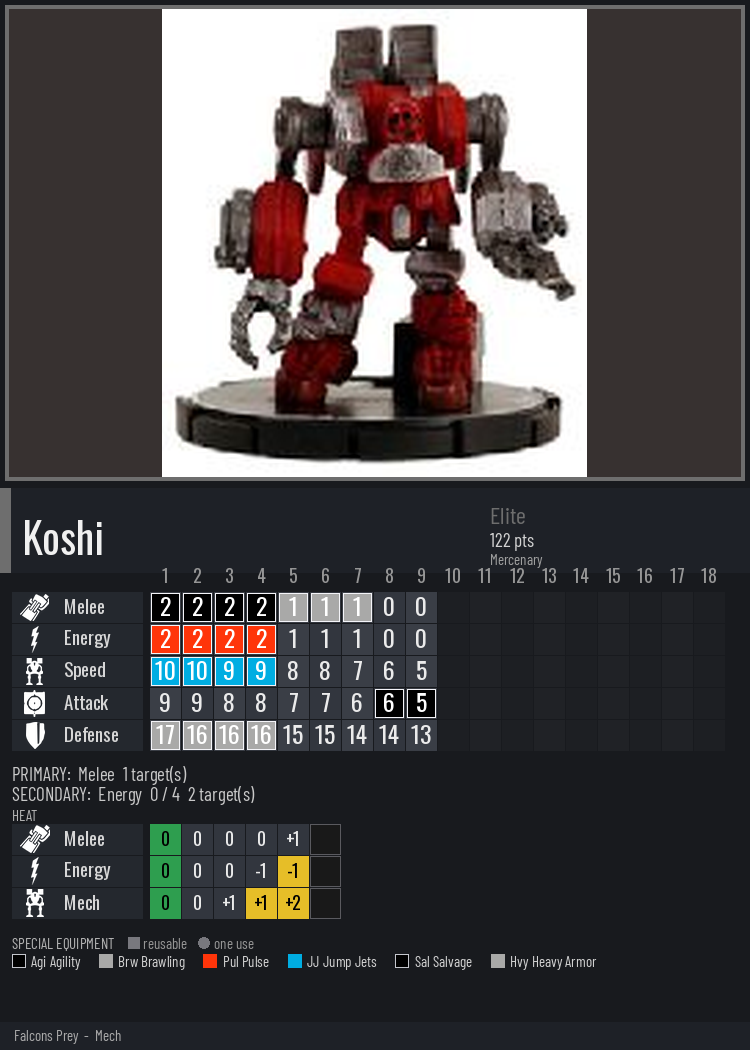 Koshi
Elite
122 pts
Mercenary
1 2 3 4 5 6 7 8 9 10 11 12 13 14 15 16 17 18
Melee 2 2 2 2 1 1 1 0 0
Energy 2 2 2 2 1 1 1 0 0
Speed 10 10 9 9 8 8 7 6 5
Attack 9 9 8 8 7 7 6 6 5
Defense 17 16 16 16 15 15 14 14 13
PRIMARY: Melee 1 target(s)
SECONDARY: Energy 0 / 4 2 target(s)
HEAT
Melee 0 0 0 0 +1
Energy 0 0 0 -1 -1
Mech 0 0 +1 +1 +2
SPECIAL EQUIPMENT reusable one use
Agi Agility Brw Brawling Pul Pulse JJ Jump Jets Sal Salvage Hvy Heavy Armor
Falcons Prey - Mech